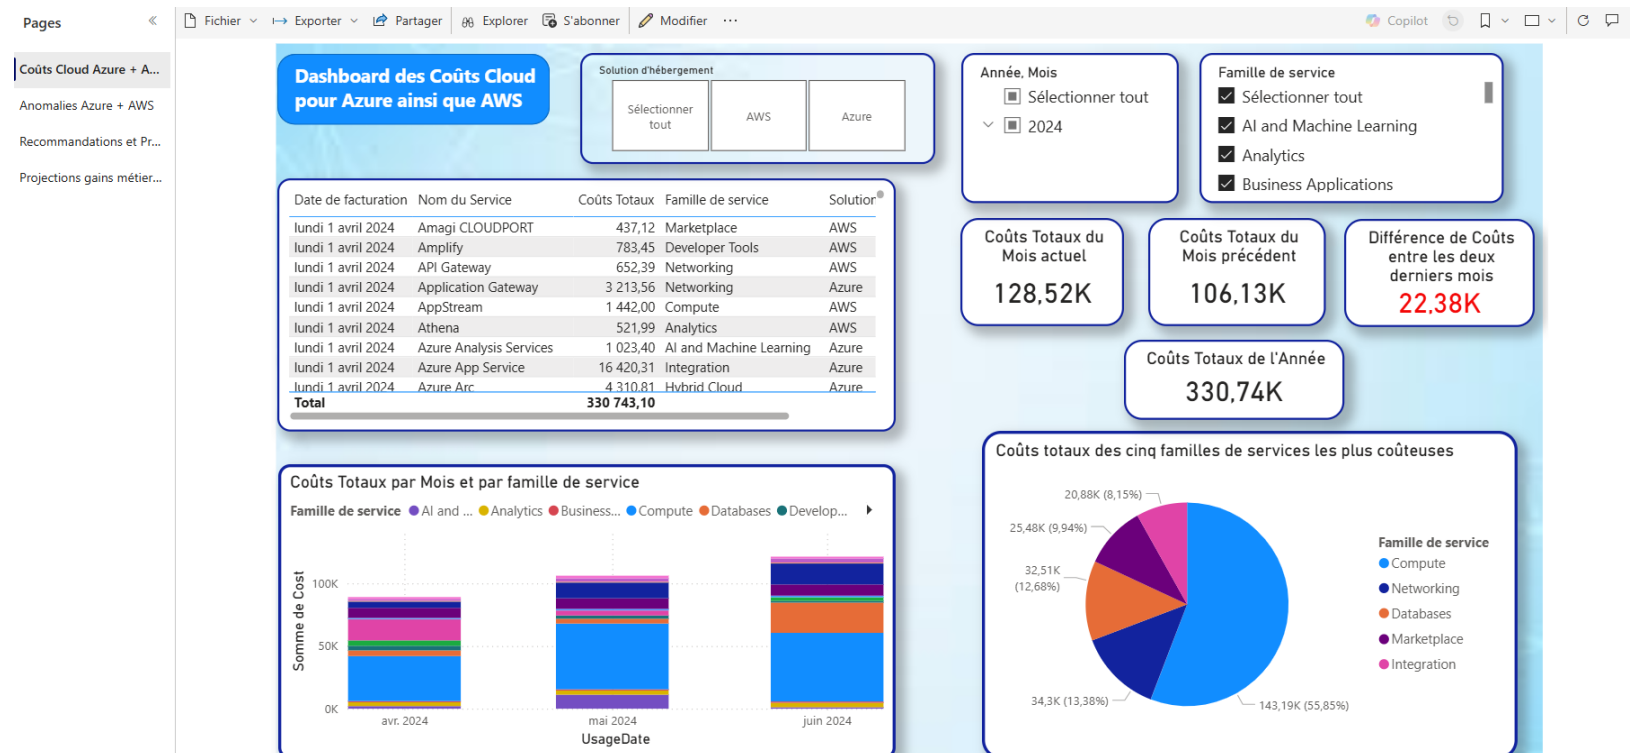 Pages
Fichier
Exporter
Partager
Explorer
S'abonner
Modifier
Copilot
Coûts Cloud Azure + A...
Anomalies Azure + AWS
Recommandations et Pr...
Projections gains métier...
Dashboard des Coûts Cloud
pour Azure ainsi que AWS
Solution d'hébergement
Sélectionner
tout
AWS
Azure
Année, Mois
Sélectionner tout
2024
Famille de service
Sélectionner tout
AI and Machine Learning
Analytics
Business Applications
Date de facturation Nom du Service Coûts Totaux Famille de service Solution
lundi 1 avril 2024 Amagi CLOUDPORT 437,12 Marketplace AWS
lundi 1 avril 2024 Amplify 783,45 Developer Tools AWS
lundi 1 avril 2024 API Gateway 652,39 Networking AWS
lundi 1 avril 2024 Application Gateway 3 213,56 Networking Azure
lundi 1 avril 2024 AppStream 1 442,00 Compute AWS
lundi 1 avril 2024 Athena 521,99 Analytics AWS
lundi 1 avril 2024 Azure Analysis Services 1 023,40 AI and Machine Learning Azure
lundi 1 avril 2024 Azure App Service 16 420,31 Integration Azure
lundi 1 avril 2024 Azure Arc 4 310,81 Hybrid Cloud Azure
Total 330 743,10
Coûts Totaux du
Mois actuel
128,52K
Coûts Totaux du
Mois précédent
106,13K
Différence de Coûts
entre les deux
derniers mois
22,38K
Coûts Totaux de l'Année
330,74K
Coûts Totaux par Mois et par famille de service
Famille de service AI and ... Analytics Business... Compute Databases Develop...
Somme de Cost
100K
50K
0K
avr. 2024
mai 2024
juin 2024
UsageDate
Coûts totaux des cinq familles de services les plus coûteuses
20,88K (8,15%)
25,48K (9,94%)
32,51K
(12,68%)
34,3K (13,38%)
143,19K (55,85%)
Famille de service
Compute
Networking
Databases
Marketplace
Integration